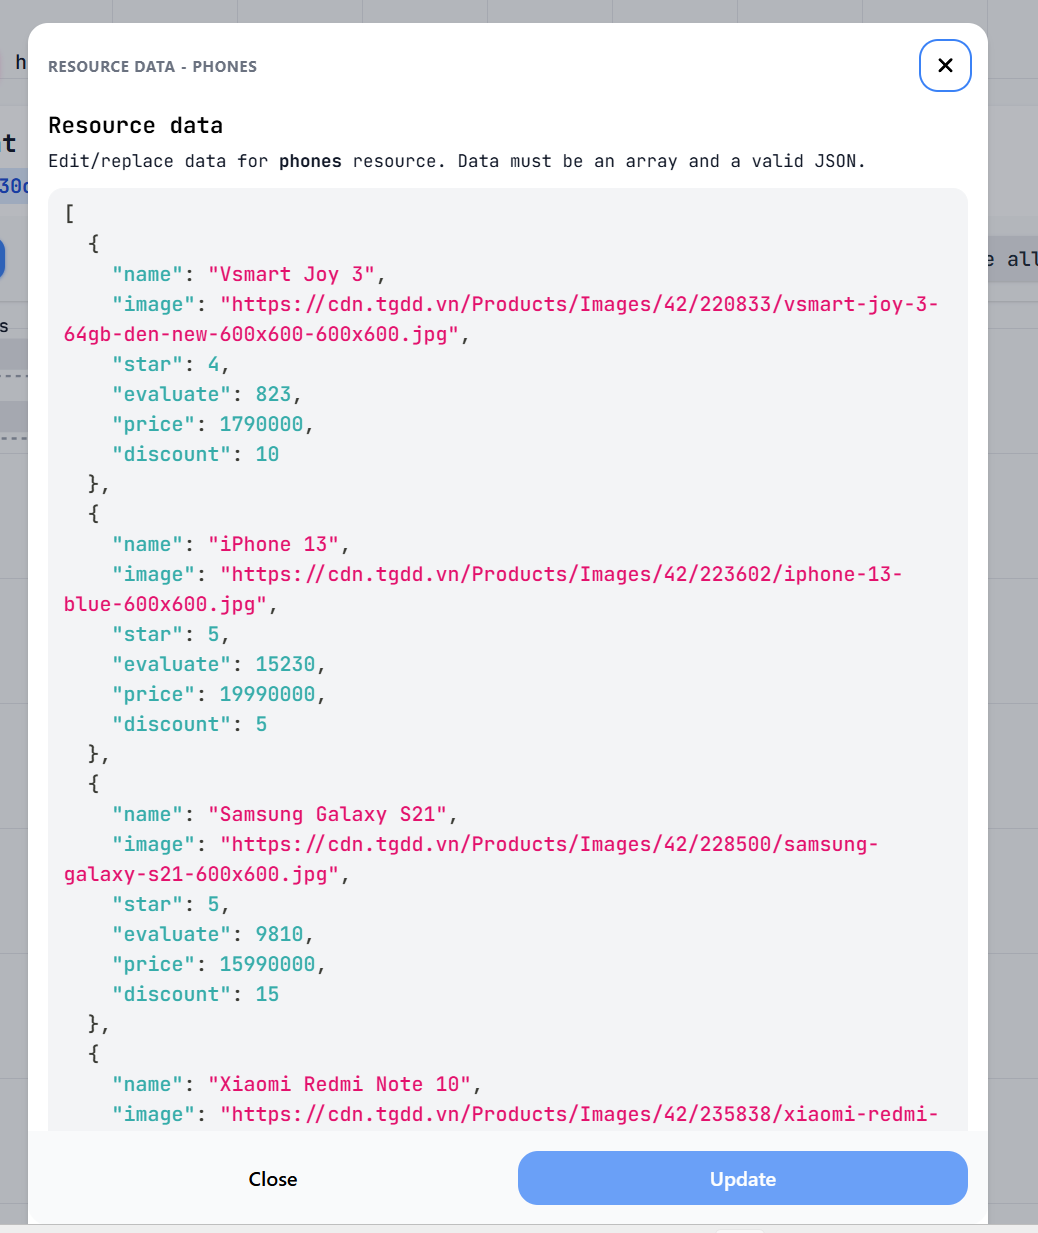 h
RESOURCE DATA - PHONES
Resource data
Edit/replace data for phones resource. Data must be an array and a valid JSON.
t
30
[
{
"name": "Vsmart Joy 3",
"image": "https://cdn.tgdd.vn/Products/Images/42/220833/vsmart-joy-3-
64gb-den-new-600x600-600x600.jpg",
"star": 4,
"evaluate": 823,
"price": 1790000,
"discount": 10
},
{
"name": "iPhone 13",
"image": "https://cdn.tgdd.vn/Products/Images/42/223602/iphone-13-
blue-600x600.jpg",
"star": 5,
"evaluate": 15230,
"price": 19990000,
"discount": 5
},
{
"name": "Samsung Galaxy S21",
"image": "https://cdn.tgdd.vn/Products/Images/42/228500/samsung-
galaxy-s21-600x600.jpg",
"star": 5,
"evaluate": 9810,
"price": 15990000,
"discount": 15
},
{
"name": "Xiaomi Redmi Note 10",
"image": "https://cdn.tgdd.vn/Products/Images/42/235838/xiaomi-redmi-
e all
s
Close
Update